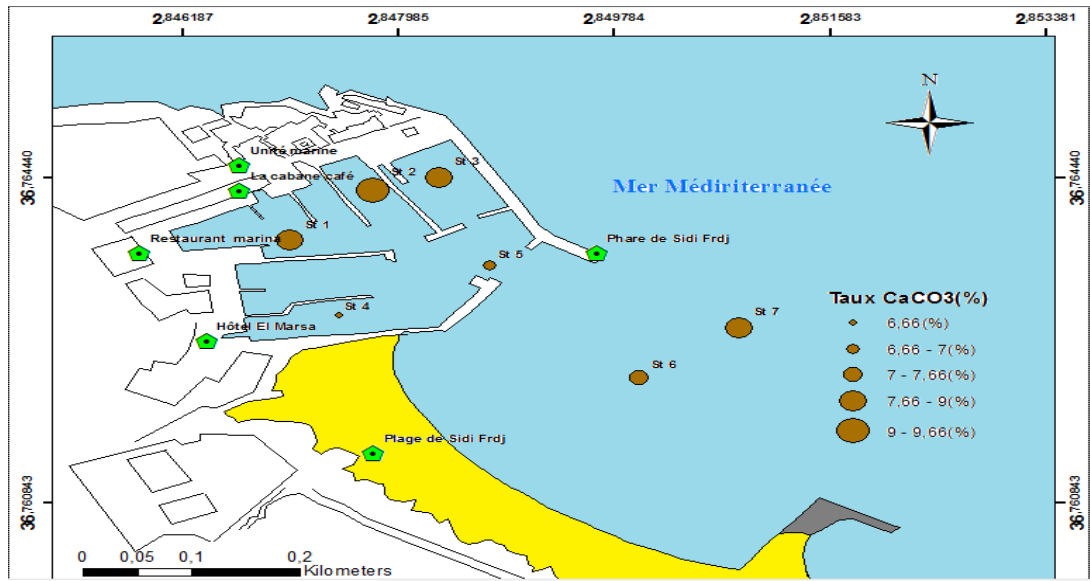 2,846187 2,847985 2,849784 2,851583 2,853381
N
Unité marine
36,764440
La cabane café
St 2
St 3
Mer Méditerranée
36,764440
St 1
Restaurant marina
Phare de Sidi Frdj
St 5
Taux CaCO3(%)
St 4
St 7
6,66(%)
Hôtel El Marsa
6,66 - 7(%)
St 6
7 - 7,66(%)
7,66 - 9(%)
9 - 9,66(%)
Plage de Sidi Frdj
36,760843
36,760843
0 0,05 0,1 0,2
Kilometers